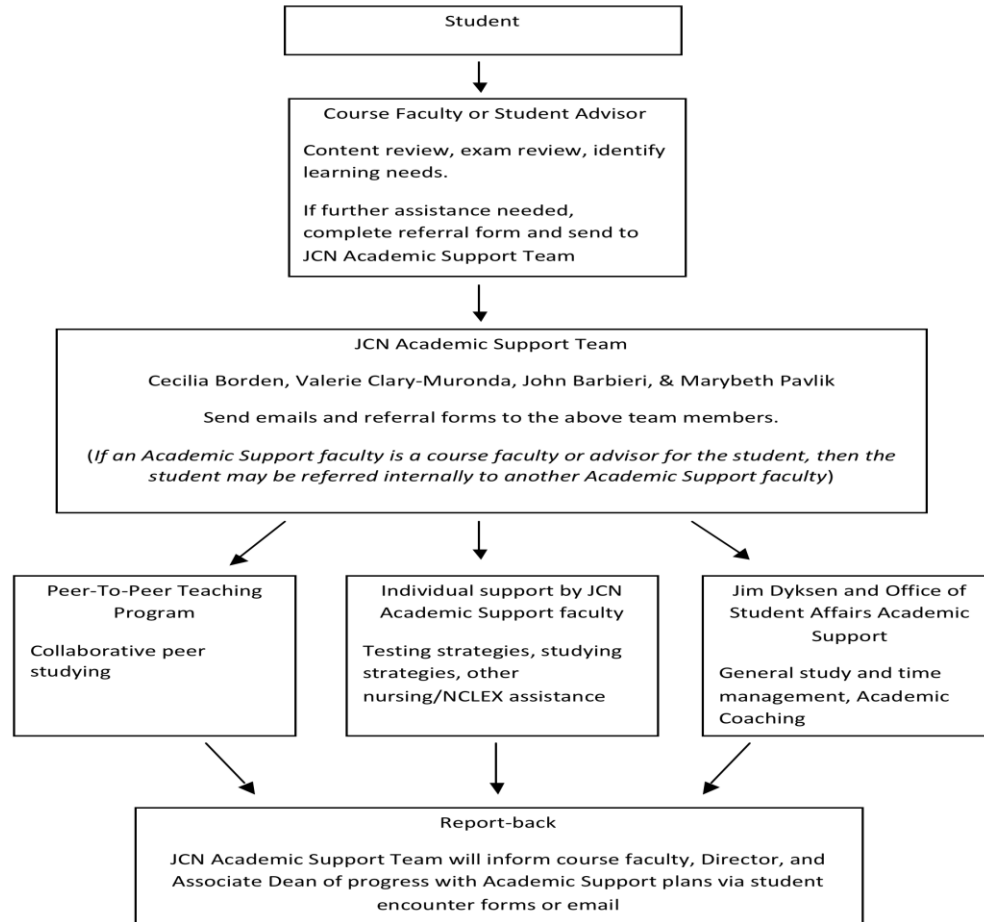 Student
Course Faculty or Student Advisor
Content review, exam review, identify
learning needs.
If further assistance needed,
complete referral form and send to
JCN Academic Support Team
JCN Academic Support Team
Cecilia Borden, Valerie Clary-Muronda, John Barbieri, & Marybeth Pavlik
Send emails and referral forms to the above team members.
(If an Academic Support faculty is a course faculty or advisor for the student, then the
student may be referred internally to another Academic Support faculty)
Peer-To-Peer Teaching
Program
Collaborative peer
studying
Individual support by JCN
Academic Support faculty
Testing strategies, studying
strategies, other
nursing/NCLEX assistance
Jim Dyksen and Office of
Student Affairs Academic
Support
General study and time
management, Academic
Coaching
Report-back
JCN Academic Support Team will inform course faculty, Director, and
Associate Dean of progress with Academic Support plans via student
encounter forms or email